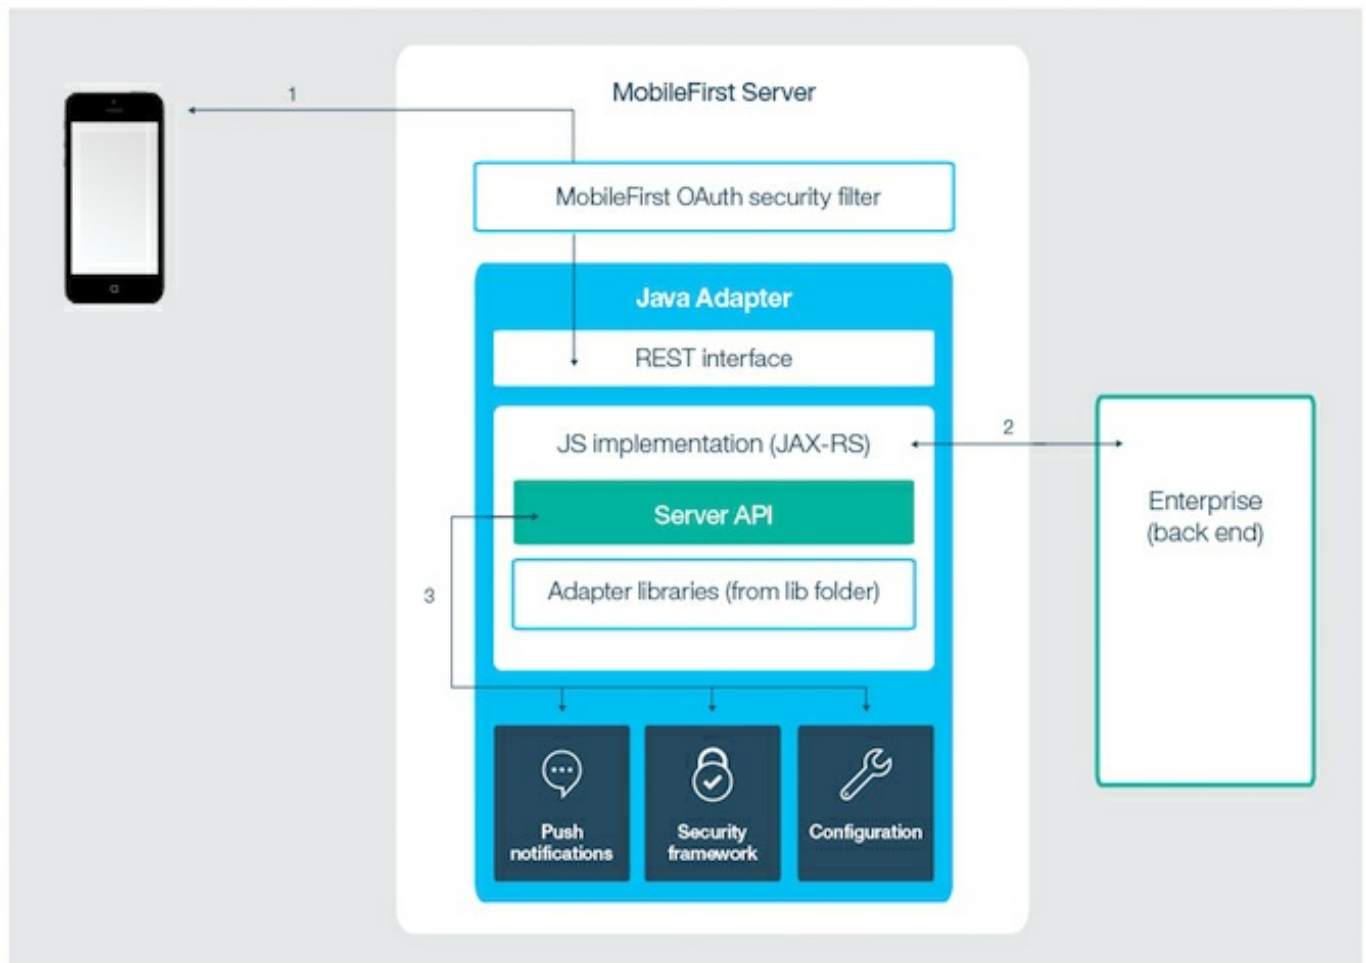 1
MobileFirst Server
MobileFirst OAuth security filter
Java Adapter
REST interface
JS implementation (JAX-RS)
2
Server API
Enterprise
(back end)
3
Adapter libraries (from lib folder)
Push
notifications
Security
framework
Configuration